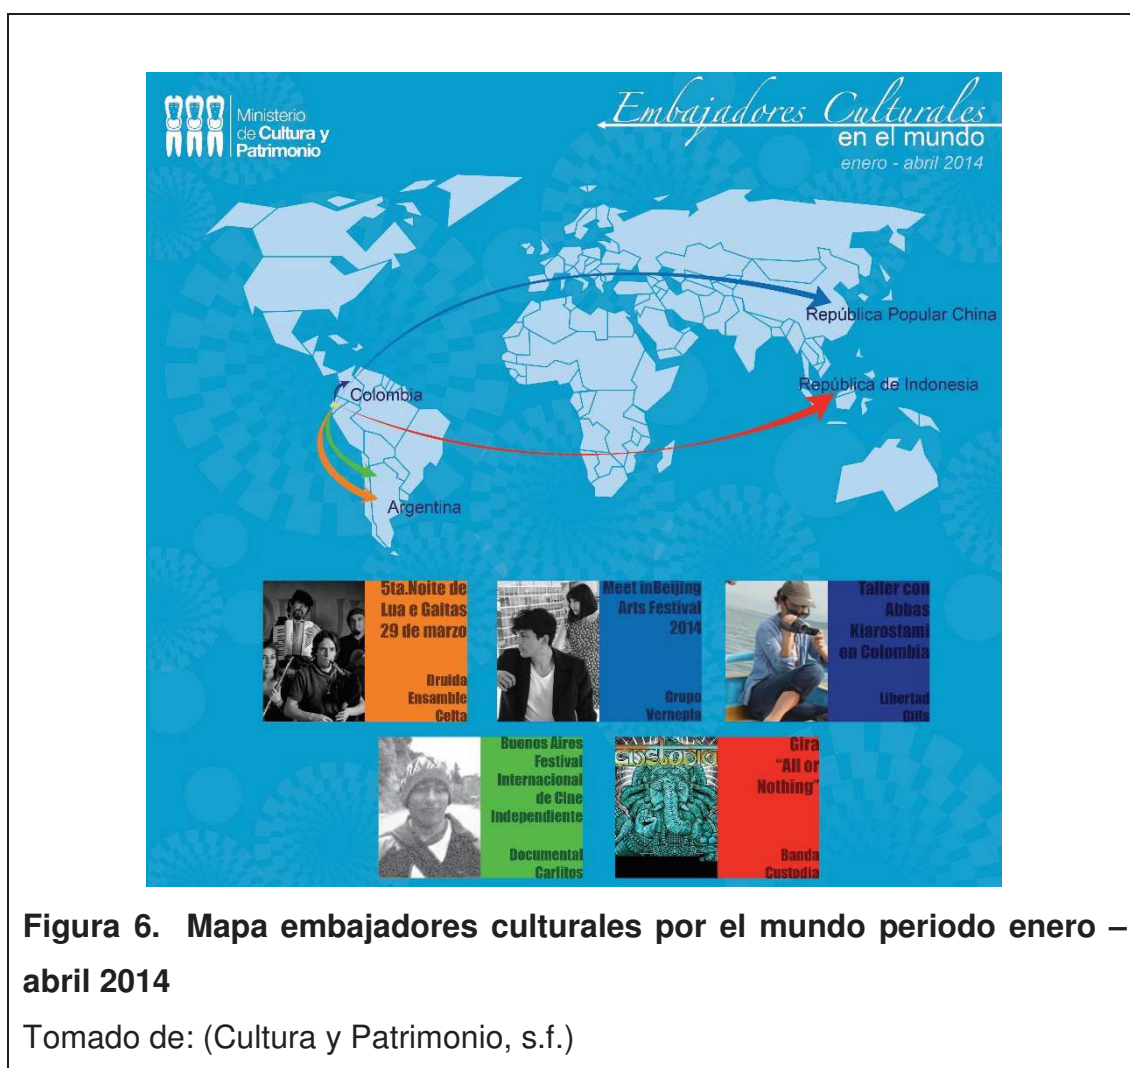 Ministerio
de Cultura y
Patrimonio
Embajadores Culturales
en el mundo
enero - abril 2014
República Popular China
República de Indonesia
Colombia
Argentina
5ta.Noite de
Lua e Gaitas
29 de marzo
Druida
Ensamble
Celta
Meet inBeijing
Arts Festival
2014
Grupo
Vernepía
Taller con
Abbas
Kiarostami
en Colombia
Libertad
Gills
Buenos Aires
Festival
Internacional
de Cine
Independiente
Documental
Carlitos
custodia
Gira
“All or
Nothing”
Banda
Custodia
Figura 6. Mapa embajadores culturales por el mundo periodo enero –
abril 2014
Tomado de: (Cultura y Patrimonio, s.f.)